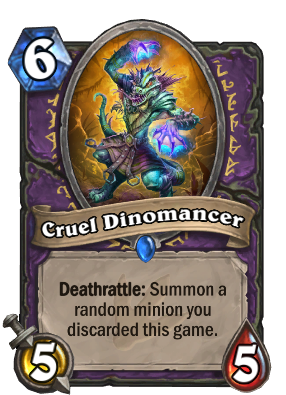 6
Cruel Dinomancer
Deathrattle: Summon a
random minion you
discarded this game.
5 5